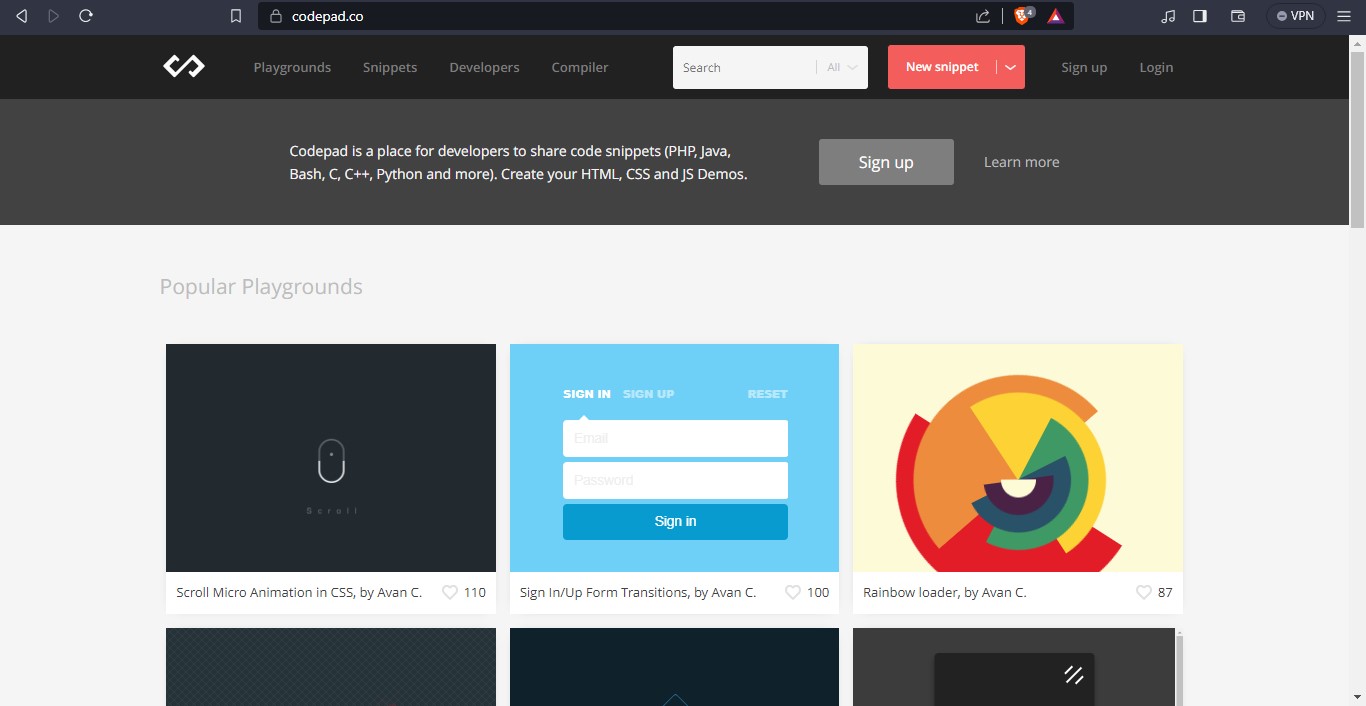 codepad.co
4
VPN
Playgrounds
Snippets
Developers
Compiler
Search
All
New snippet
Sign up
Login
Codepad is a place for developers to share code snippets (PHP, Java,
Bash, C, C++, Python and more). Create your HTML, CSS and JS Demos.
Sign up
Learn more
Popular Playgrounds
Scroll
SIGN IN
SIGN UP
RESET
Email
Password
Sign in
Scroll Micro Animation in CSS, by Avan C.
110
Sign In/Up Form Transitions, by Avan C.
100
Rainbow loader, by Avan C.
87